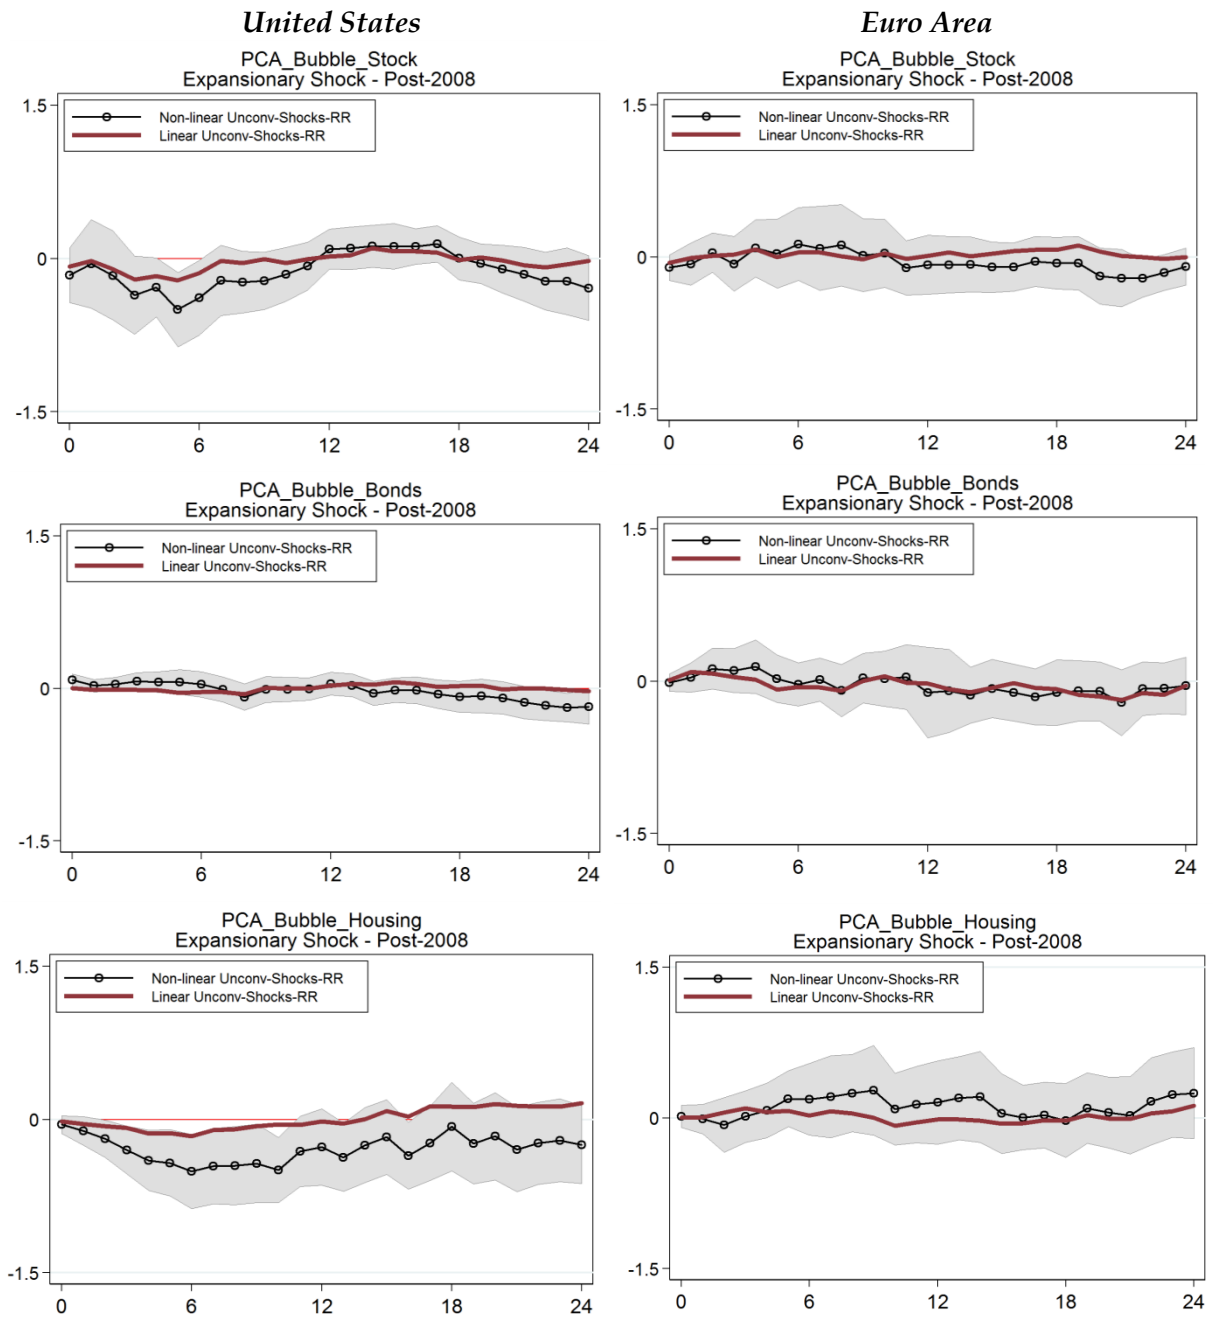 United States
Euro Area
PCA_Bubble_Stock
Expansionary Shock - Post-2008
1.5
0
-1.5
Non-linear Unconv-Shocks-RR
Linear Unconv-Shocks-RR
0 6 12 18 24
PCA_Bubble_Stock
Expansionary Shock - Post-2008
1.5
0
-1.5
Non-linear Unconv-Shocks-RR
Linear Unconv-Shocks-RR
0 6 12 18 24
PCA_Bubble_Bonds
Expansionary Shock - Post-2008
1.5
0
-1.5
Non-linear Unconv-Shocks-RR
Linear Unconv-Shocks-RR
0 6 12 18 24
PCA_Bubble_Bonds
Expansionary Shock - Post-2008
1.5
0
-1.5
Non-linear Unconv-Shocks-RR
Linear Unconv-Shocks-RR
0 6 12 18 24
PCA_Bubble_Housing
Expansionary Shock - Post-2008
1.5
0
-1.5
Non-linear Unconv-Shocks-RR
Linear Unconv-Shocks-RR
0 6 12 18 24
PCA_Bubble_Housing
Expansionary Shock - Post-2008
1.5
0
-1.5
Non-linear Unconv-Shocks-RR
Linear Unconv-Shocks-RR
0 6 12 18 24